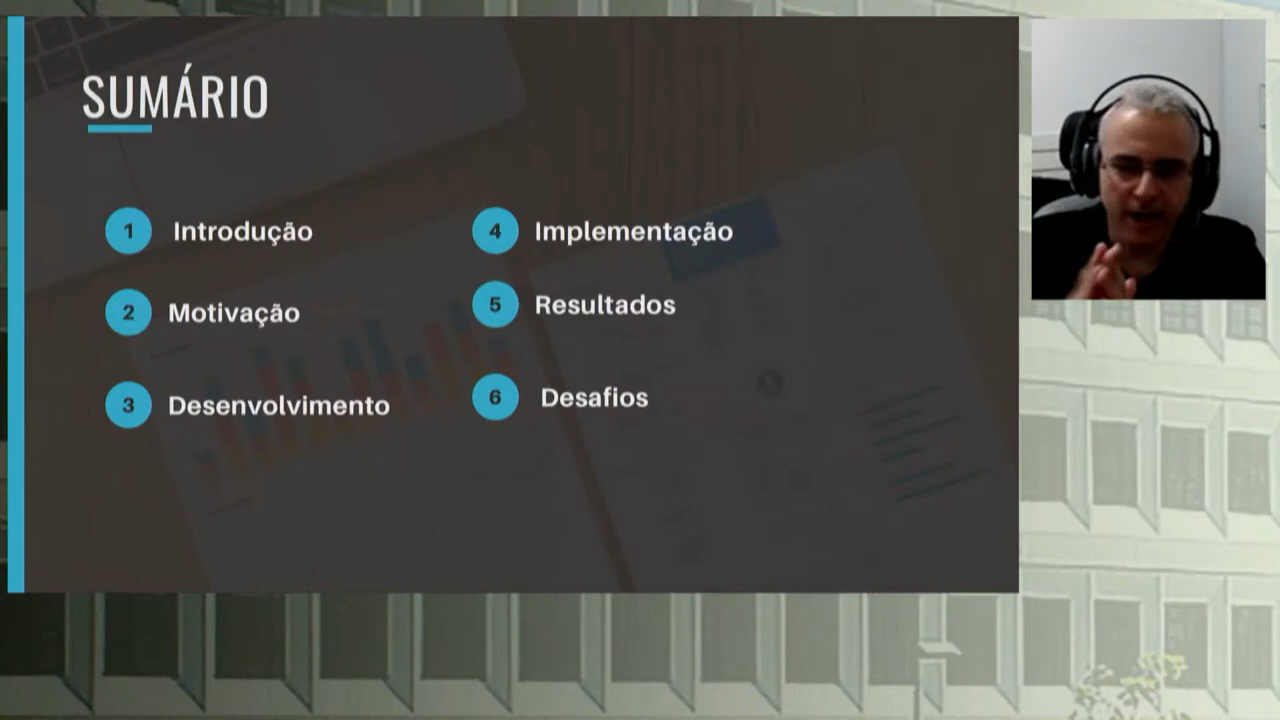 SUMÁRIO
1 Introdução
2 Motivação
3 Desenvolvimento
4 Implementação
5 Resultados
6 Desafios